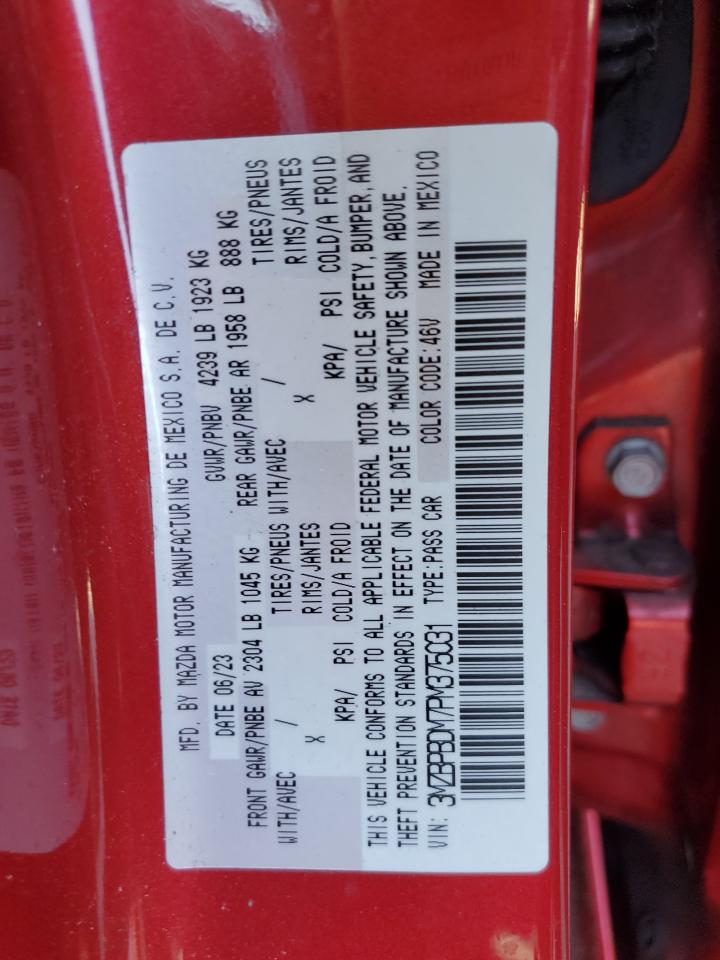 MFD. BY MAZDA MOTOR MANUFACTURING DE MEXICO S.A. DE C.V.
DATE 06/23 GVWR/PNBV 4239 LB 1923 KG
FRONT GAWR/PNBE AV 2304 LB 1045 KG REAR GAWR/PNBE AR 1958 LB 888 KG
WITH/AVEC / TIRES/PNEUS WITH/AVEC / TIRES/PNEUS
X RIMS/JANTES X RIMS/JANTES
KPA/ PSI COLD/A FROID KPA/ PSI COLD/A FROID
THIS VEHICLE CONFORMS TO ALL APPLICABLE FEDERAL MOTOR VEHICLE SAFETY, BUMPER, AND
THEFT PREVENTION STANDARDS IN EFFECT ON THE DATE OF MANUFACTURE SHOWN ABOVE.
VIN: 3MZBPBDM7PM375031 TYPE:PASS CAR COLOR CODE:46V MADE IN MEXICO